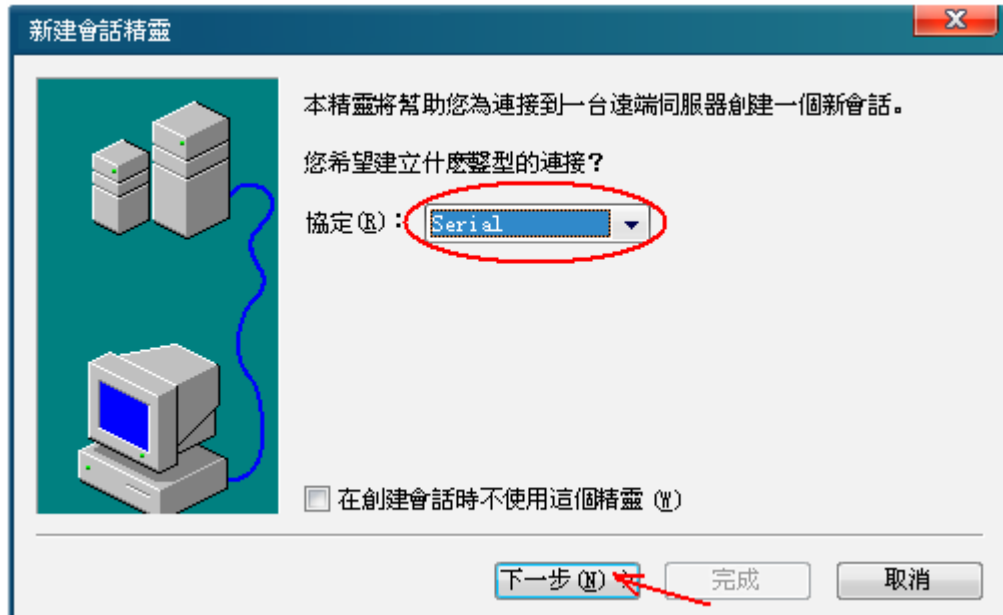 新建會話精靈
本精靈將幫助您為連接到一台遠端伺服器創建一個新會話。
您希望建立什麽蠥型的連接？
協定(R)：Serial
在創建會話時不使用這個精靈 (W)
下一步(N) >
完成
取消